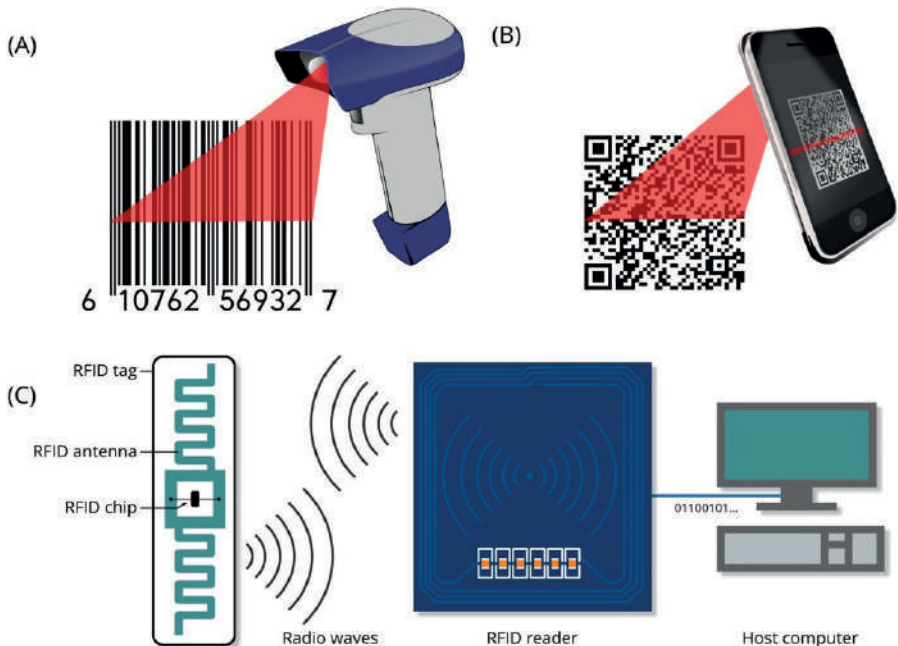 (A)
(B)
6 10762 56932 7
(C)
RFID tag
RFID antenna
RFID chip
01100101...
Radio waves
RFID reader
Host computer